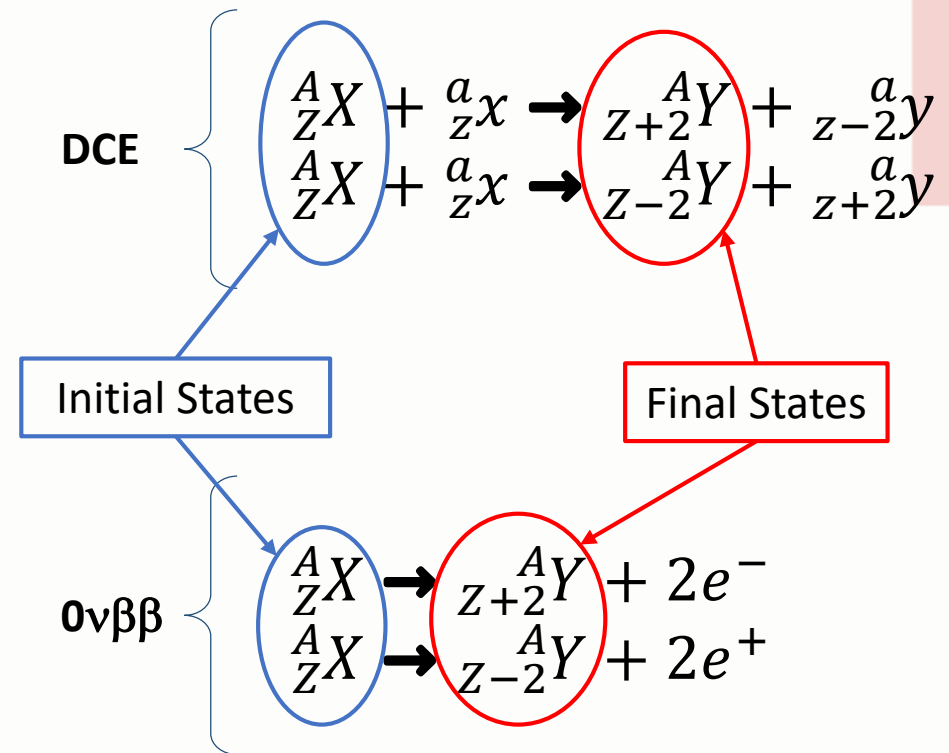 DCE
^A_Z X + ^a_z x → ^A_{Z+2} Y + ^a_{z−2} y
^A_Z X + ^a_z x → ^A_{Z−2} Y + ^a_{z+2} y
Initial States
Final States
0νββ
^A_Z X → ^A_{Z+2} Y + 2e^−
^A_Z X → ^A_{Z−2} Y + 2e^+